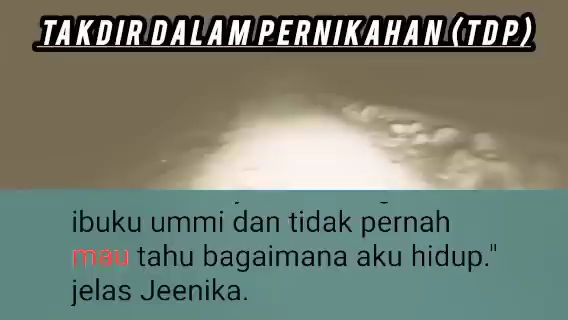 TAKDIR DALAM PERNIKAHAN (TDP)
ibuku ummi dan tidak pernah
mau tahu bagaimana aku hidup."
jelas Jeenika.